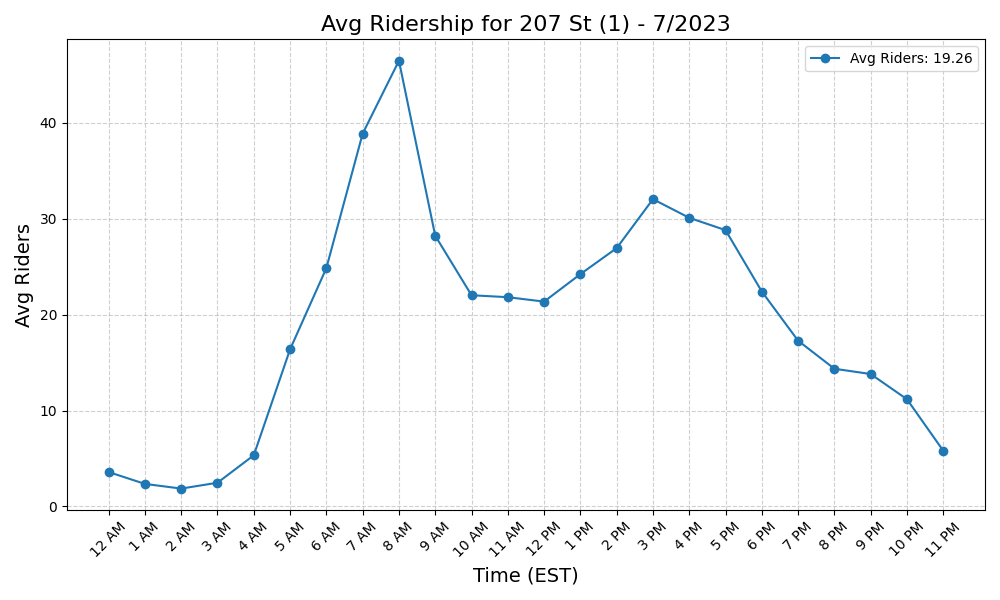 Avg Ridership for 207 St (1) - 7/2023
Avg Riders: 19.26
Avg Riders
40
30
20
10
0
12 AM
1 AM
2 AM
3 AM
4 AM
5 AM
6 AM
7 AM
8 AM
9 AM
10 AM
11 AM
12 PM
1 PM
2 PM
3 PM
4 PM
5 PM
6 PM
7 PM
8 PM
9 PM
10 PM
11 PM
Time (EST)